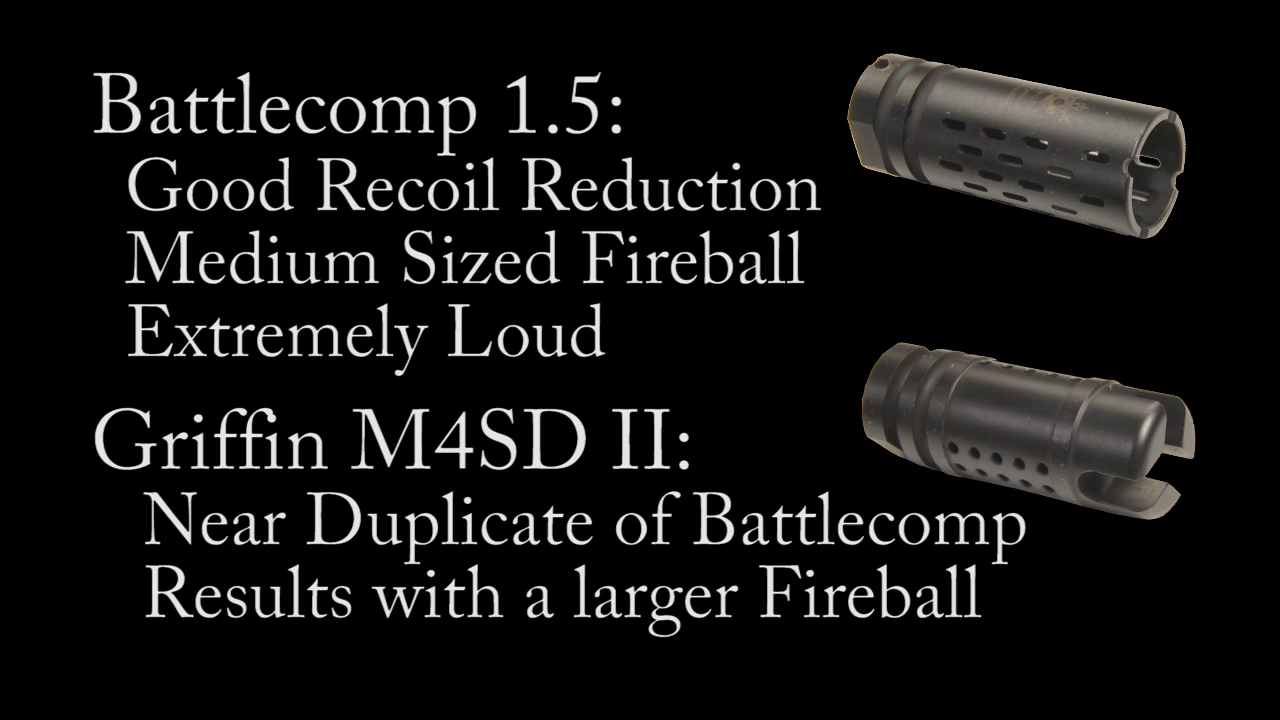 Battlecomp 1.5:
Good Recoil Reduction
Medium Sized Fireball
Extremely Loud
Griffin M4SD II:
Near Duplicate of Battlecomp
Results with a larger Fireball